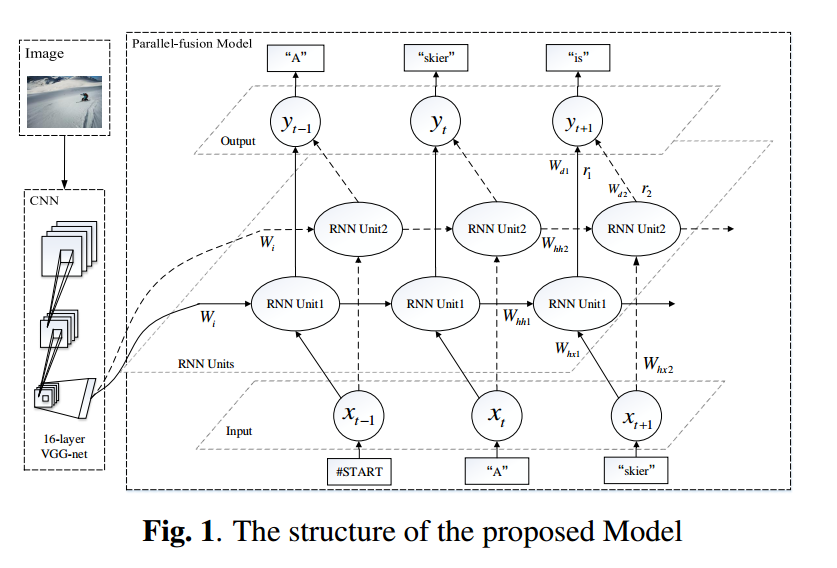 Image
Parallel-fusion Model
“A”
“skier”
“is”
y_{t−1}
y_t
y_{t+1}
Output
W_{d1}
r_1
W_{d2}
r_2
CNN
RNN Unit2
RNN Unit2
RNN Unit2
W_i
W_{hh2}
RNN Unit1
RNN Unit1
RNN Unit1
W_i
W_{hh1}
W_{hx1}
W_{hx2}
RNN Units
x_{t−1}
x_t
x_{t+1}
Input
16-layer
VGG-net
#START
“A”
“skier”
Fig. 1. The structure of the proposed Model